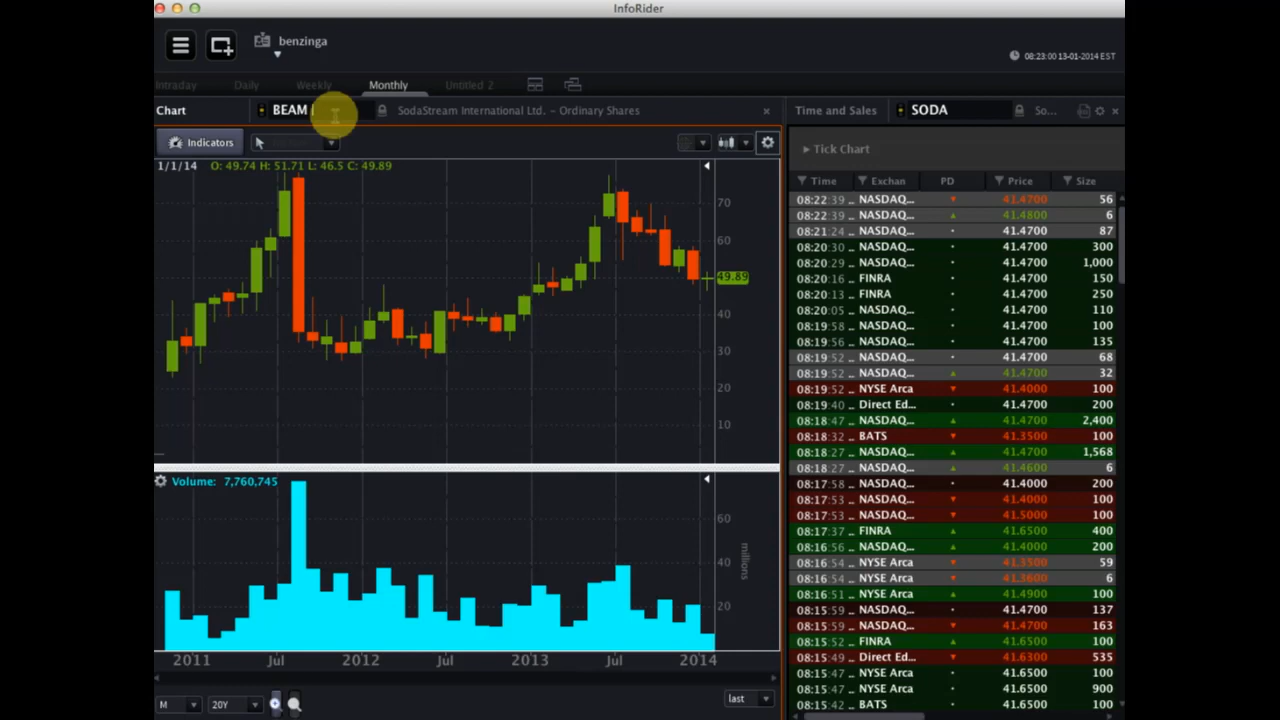 InfoRider
benzinga
08:23:00 13-01-2014 EST
Intraday Daily Weekly Monthly Untitled 2
Chart BEAM SodaStream International Ltd. - Ordinary Shares
Time and Sales SODA So...
Indicators
Tick Chart
1/1/14 O: 49.74 H: 51.71 L: 46.5 C: 49.89
70
60
49.89
40
30
20
10
Volume: 7,760,745
60
40
20
millions
2011 Jul 2012 Jul 2013 Jul 2014
M 20Y last
Time Exchan PD Price Size
08:22:39 NASDAQ... 41.4700 56
08:22:39 NASDAQ... 41.4800 6
08:21:24 NASDAQ... 41.4700 87
08:20:30 NASDAQ... 41.4700 300
08:20:29 NASDAQ... 41.4700 1,000
08:20:16 FINRA 41.4700 150
08:20:13 FINRA 41.4700 250
08:20:05 NASDAQ... 41.4700 110
08:19:58 NASDAQ... 41.4700 100
08:19:56 NASDAQ... 41.4700 135
08:19:52 NASDAQ... 41.4700 68
08:19:52 NASDAQ... 41.4700 32
08:19:52 NYSE Arca 41.4000 100
08:19:40 Direct Ed... 41.4700 200
08:18:47 NASDAQ... 41.4700 2,400
08:18:32 BATS 41.3500 100
08:18:27 NASDAQ... 41.4700 1,568
08:18:27 NASDAQ... 41.4600 6
08:17:58 NASDAQ... 41.4000 200
08:17:53 NASDAQ... 41.4000 100
08:17:53 NASDAQ... 41.5000 100
08:17:37 FINRA 41.6500 400
08:16:56 NASDAQ... 41.4000 200
08:16:54 NYSE Arca 41.3500 59
08:16:54 NYSE Arca 41.3600 6
08:16:51 NYSE Arca 41.4900 100
08:15:59 NASDAQ... 41.4700 137
08:15:59 NASDAQ... 41.4700 163
08:15:52 FINRA 41.6500 100
08:15:49 Direct Ed... 41.6300 535
08:15:47 NYSE Arca 41.6500 100
08:15:47 NYSE Arca 41.6500 900
08:15:42 BATS 41.6500 100